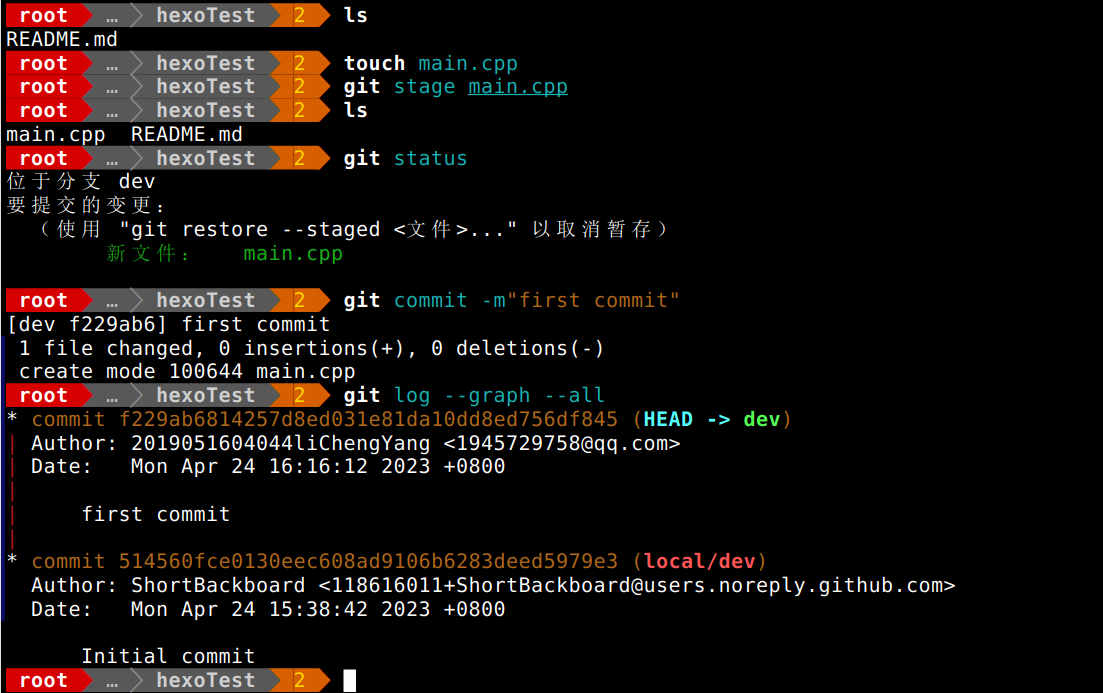 root … hexoTest 2 ls
README.md
root … hexoTest 2 touch main.cpp
root … hexoTest 2 git stage main.cpp
root … hexoTest 2 ls
main.cpp  README.md
root … hexoTest 2 git status
位于分支 dev
要提交的变更：
  （使用 "git restore --staged <文件>..." 以取消暂存）
        新文件：   main.cpp
root … hexoTest 2 git commit -m"first commit"
[dev f229ab6] first commit
 1 file changed, 0 insertions(+), 0 deletions(-)
 create mode 100644 main.cpp
root … hexoTest 2 git log --graph --all
* commit f229ab6814257d8ed031e81da10dd8ed756df845 (HEAD -> dev)
| Author: 2019051604044liChengYang <1945729758@qq.com>
| Date:   Mon Apr 24 16:16:12 2023 +0800
|
|     first commit
|
* commit 514560fce0130eec608ad9106b6283deed5979e3 (local/dev)
  Author: ShortBackboard <118616011+ShortBackboard@users.noreply.github.com>
  Date:   Mon Apr 24 15:38:42 2023 +0800
      Initial commit
root … hexoTest 2